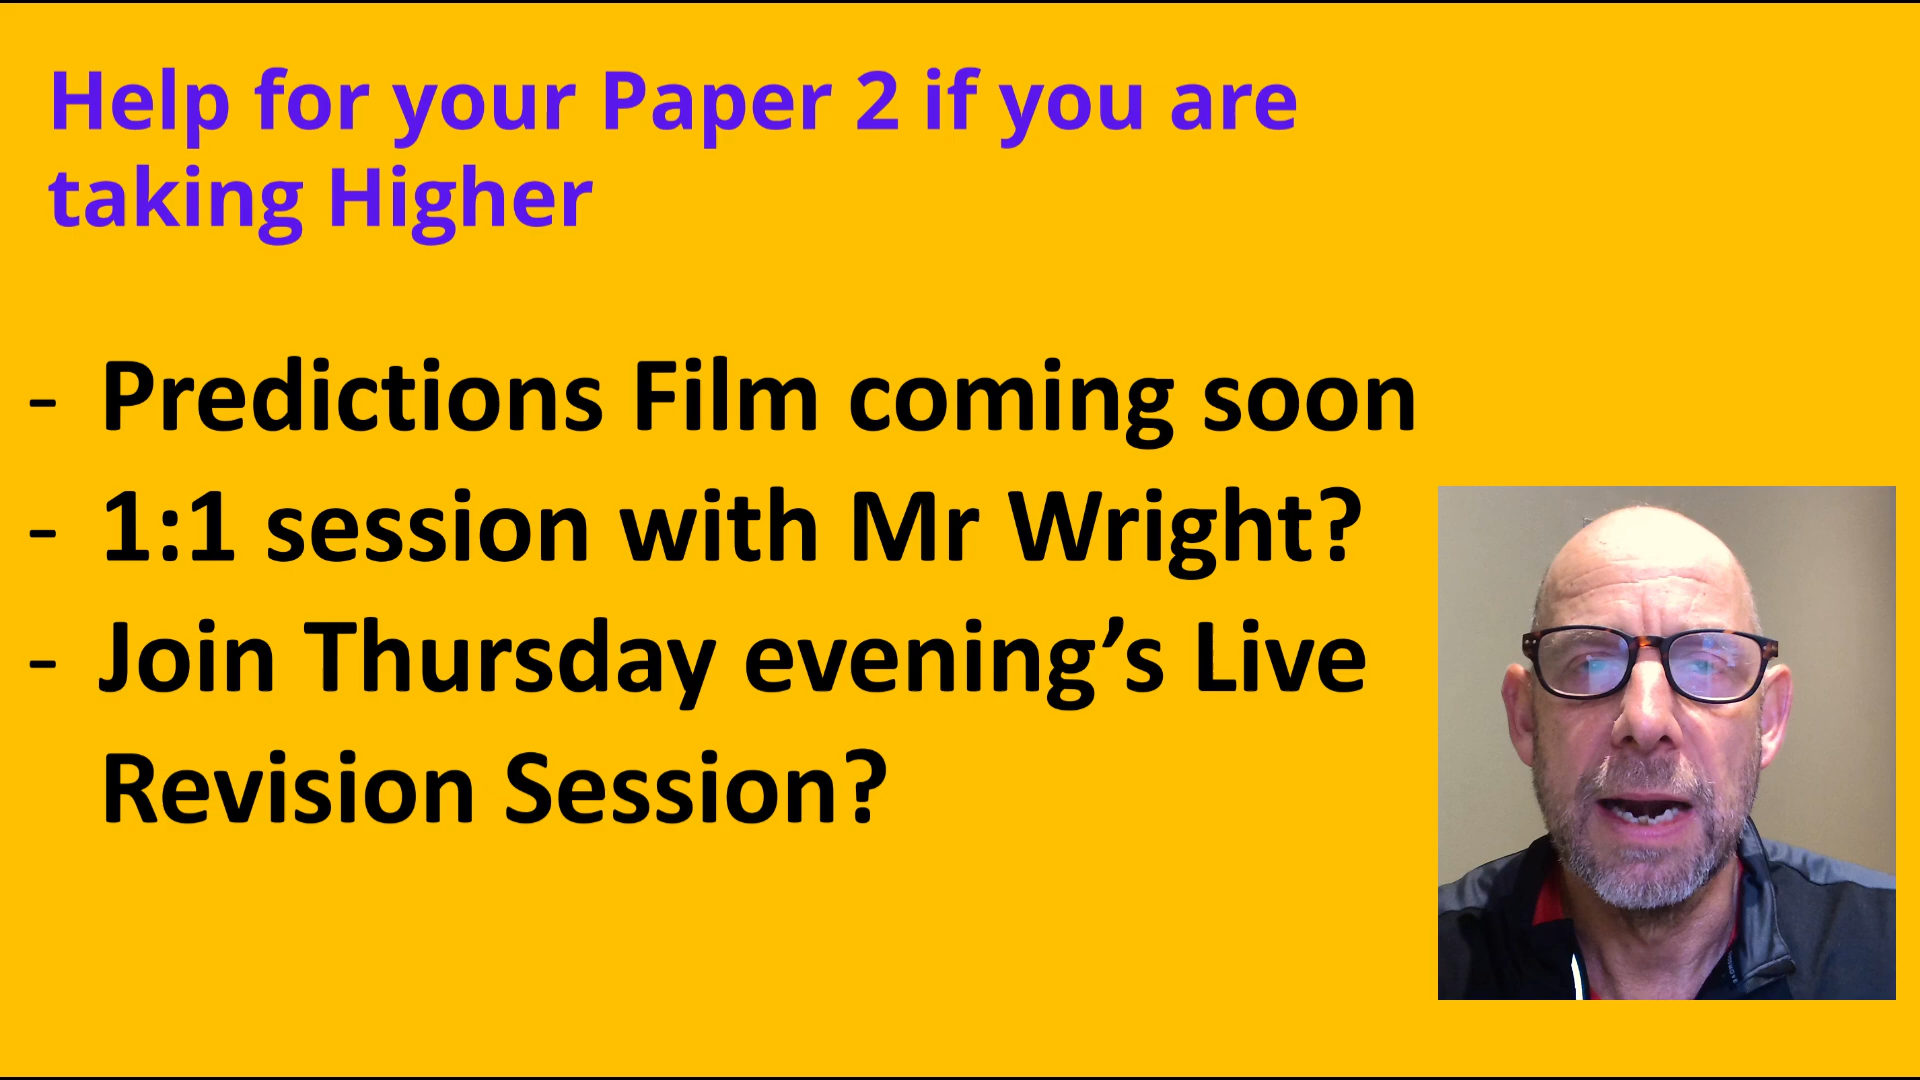 Help for your Paper 2 if you are
taking Higher
- Predictions Film coming soon
- 1:1 session with Mr Wright?
- Join Thursday evening’s Live
Revision Session?